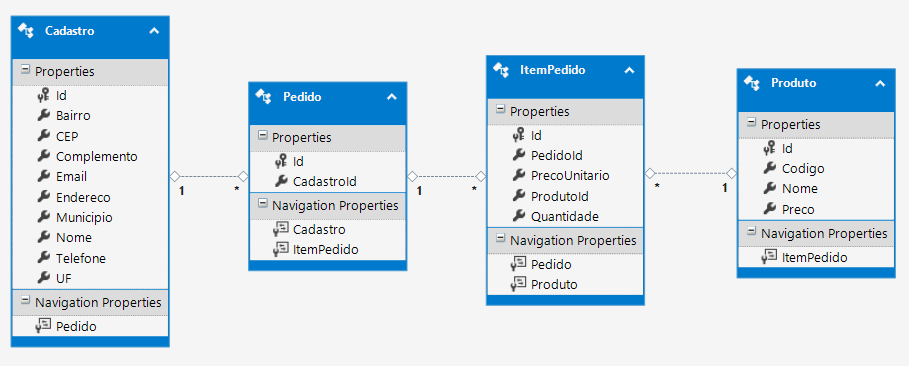 Cadastro
Properties
Id
Bairro
CEP
Complemento
Email
Endereco
Municipio
Nome
Telefone
UF
Navigation Properties
Pedido
1
*
Pedido
Properties
Id
CadastroId
Navigation Properties
Cadastro
ItemPedido
1
*
ItemPedido
Properties
Id
PedidoId
PrecoUnitario
ProdutoId
Quantidade
Navigation Properties
Pedido
Produto
*
1
Produto
Properties
Id
Codigo
Nome
Preco
Navigation Properties
ItemPedido